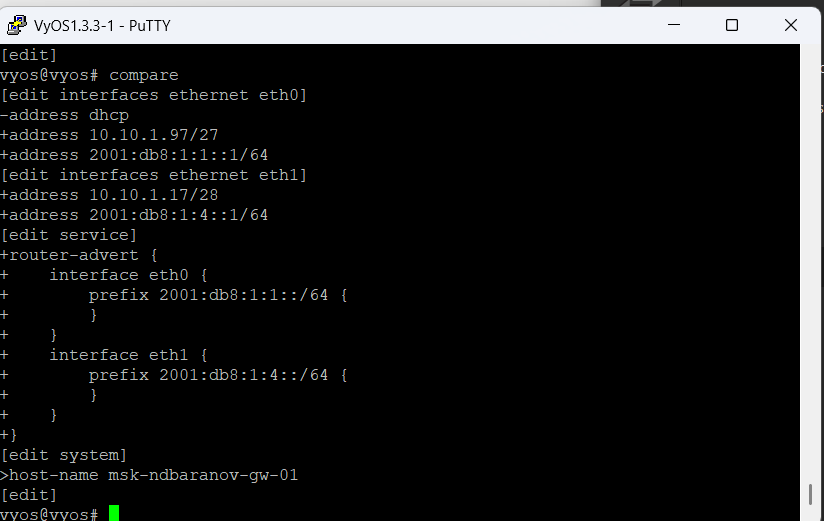 VyOS1.3.3-1 - PuTTY
[edit]
vyos@vyos# compare
[edit interfaces ethernet eth0]
-address dhcp
+address 10.10.1.97/27
+address 2001:db8:1:1::1/64
[edit interfaces ethernet eth1]
+address 10.10.1.17/28
+address 2001:db8:1:4::1/64
[edit service]
+router-advert {
+    interface eth0 {
+        prefix 2001:db8:1:1::/64 {
+        }
+    }
+    interface eth1 {
+        prefix 2001:db8:1:4::/64 {
+        }
+    }
+}
[edit system]
>host-name msk-ndbaranov-gw-01
[edit]
vyos@vyos#